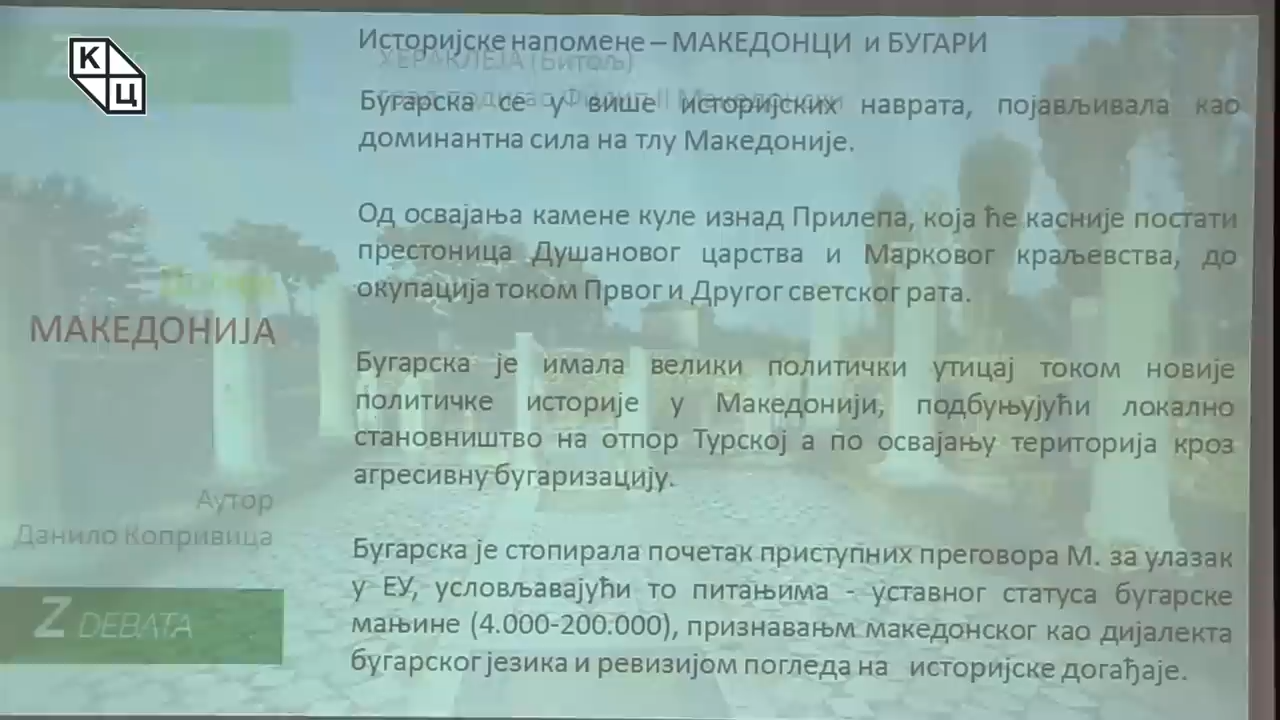 К
Ц
Историјске напомене – МАКЕДОНЦИ и БУГАРИ
ХЕРАКЛЕЈА (Битољ)
Бугарска се у више историјских наврата, појављивала као
доминантна сила на тлу Македоније.
Од освајања камене куле изнад Прилепа, која ће касније постати
престоница Душановог царства и Марковог краљевства, до
окупација током Првог и Другог светског рата.
МАКЕДОНИЈА
Бугарска је имала велики политички утицај током новије
политичке историје у Македонији, подбуњујући локално
становништво на отпор Турској а по освајању територија кроз
агресивну бугаризацију.
Аутор
Данило Копривица
Бугарска је стопирала почетак приступних преговора М. за улазак
у ЕУ, условљавајући то питањима - уставног статуса бугарске
мањине (4.000-200.000), признавањм македонског као дијалекта
бугарског језика и ревизијом погледа на историјске догађаје.
Z DEBATA